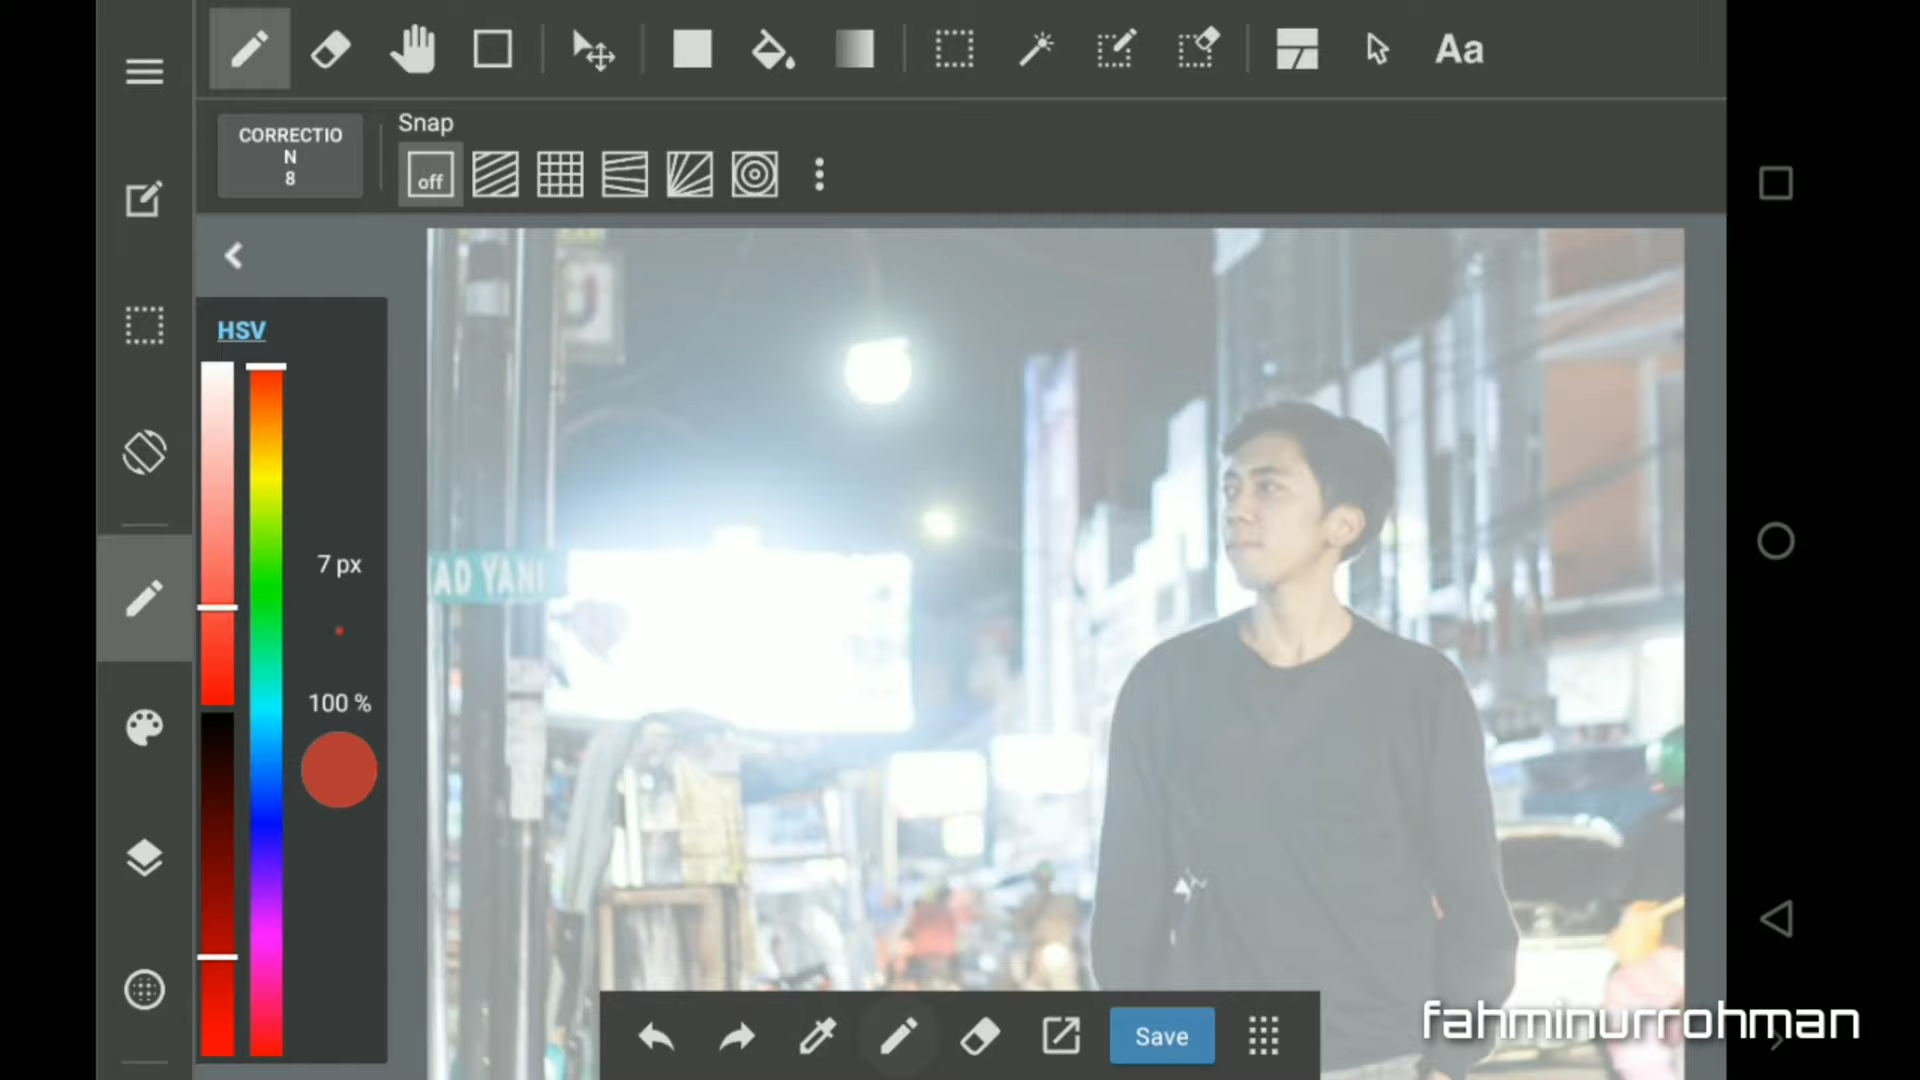 Aa
CORRECTIO
N
8
Snap
off
HSV
7 px
100 %
AD YANI
Save
fahminurrohman